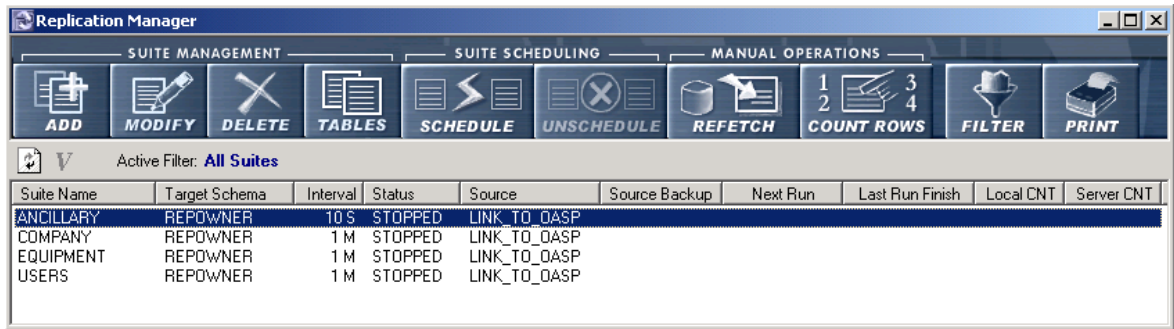 Replication Manager
SUITE MANAGEMENT SUITE SCHEDULING MANUAL OPERATIONS
1 2 3 4
ADD MODIFY DELETE TABLES SCHEDULE UNSCHEDULE REFETCH COUNT ROWS FILTER PRINT
V Active Filter: All Suites
Suite Name Target Schema Interval Status Source Source Backup Next Run Last Run Finish Local CNT Server CNT
ANCILLARY REPOWNER 10 S STOPPED LINK_TO_OASP
COMPANY REPOWNER 1 M STOPPED LINK_TO_OASP
EQUIPMENT REPOWNER 1 M STOPPED LINK_TO_OASP
USERS REPOWNER 1 M STOPPED LINK_TO_OASP